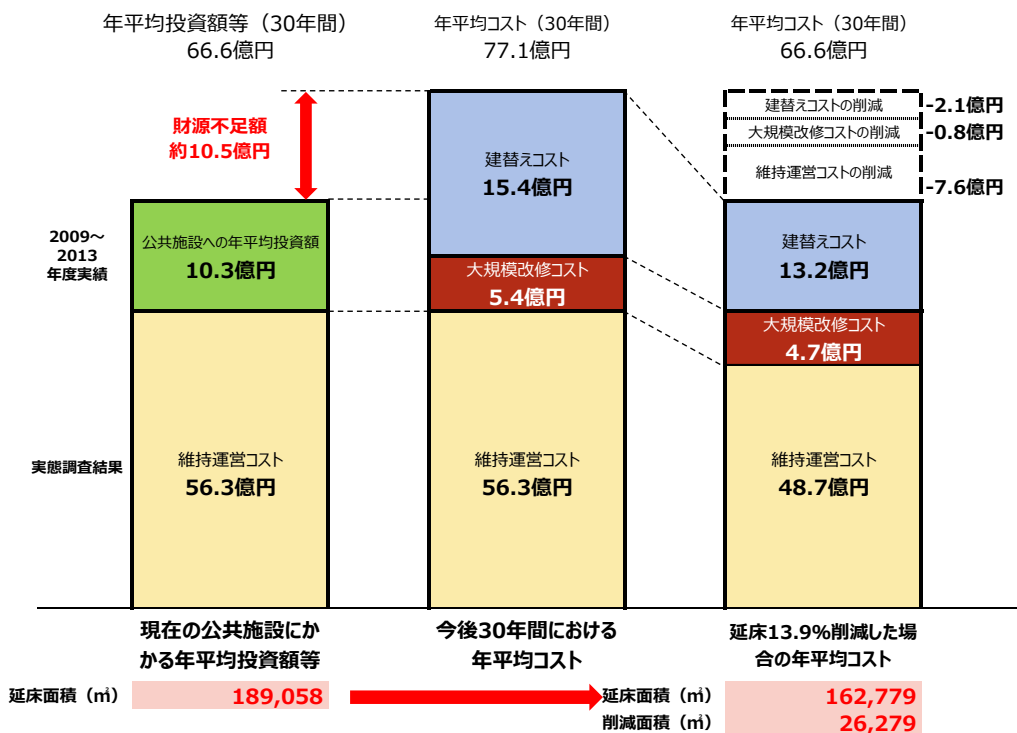 年平均投資額等（30年間）
66.6億円
年平均コスト（30年間）
77.1億円
年平均コスト（30年間）
66.6億円
財源不足額
約10.5億円
建替えコスト
15.4億円
建替えコストの削減
-2.1億円
大規模改修コストの削減
-0.8億円
維持運営コストの削減
-7.6億円
2009～
2013
年度実績
公共施設への年平均投資額
10.3億円
大規模改修コスト
5.4億円
建替えコスト
13.2億円
大規模改修コスト
4.7億円
実態調査結果
維持運営コスト
56.3億円
維持運営コスト
56.3億円
維持運営コスト
48.7億円
現在の公共施設にか
かる年平均投資額等
今後30年間における
年平均コスト
延床13.9%削減した場
合の年平均コスト
延床面積（㎡） 189,058
延床面積（㎡） 162,779
削減面積（㎡） 26,279